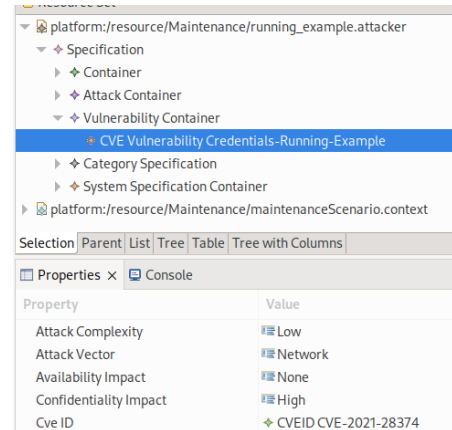 platform:/resource/Maintenance/running_example.attacker
Specification
Container
Attack Container
Vulnerability Container
CVE Vulnerability Credentials-Running-Example
Category Specification
System Specification Container
platform:/resource/Maintenance/maintenanceScenario.context
Selection Parent List Tree Table Tree with Columns
Properties × Console
Property Value
Attack Complexity Low
Attack Vector Network
Availability Impact None
Confidentiality Impact High
Cve ID CVEID CVE-2021-28374